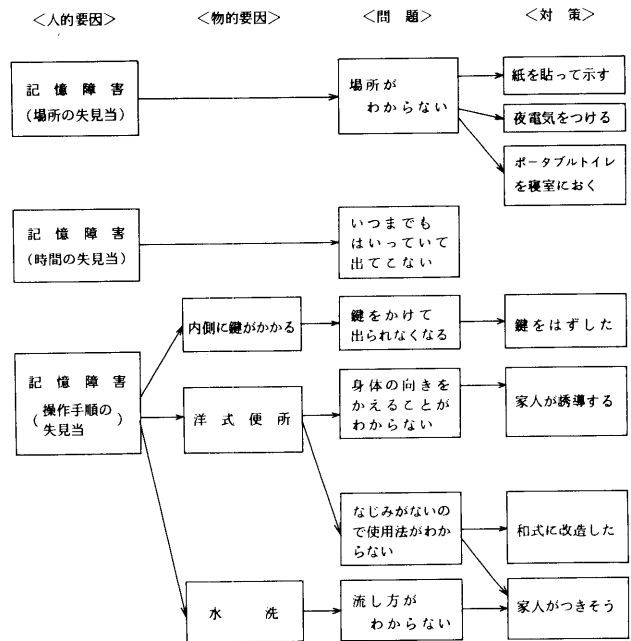 ＜人的要因＞　＜物的要因＞　＜問　題＞　＜対　策＞
記　憶　障　害
（場所の失見当）
場所が
わからない
紙を貼って示す
夜電気をつける
ポータブルトイレ
を寝室におく
記　憶　障　害
（時間の失見当）
いつまでも
はいっていて
出てこない
記　憶　障　害
（操作手順の
失見当）
内側に鍵がかかる
鍵をかけて
出られなくなる
鍵をはずした
洋　式　便　所
身体の向きを
かえることが
わからない
家人が誘導する
なじみがないの
で使用法がわか
らない
和式に改造した
水　洗
流し方が
わからない
家人がつきそう